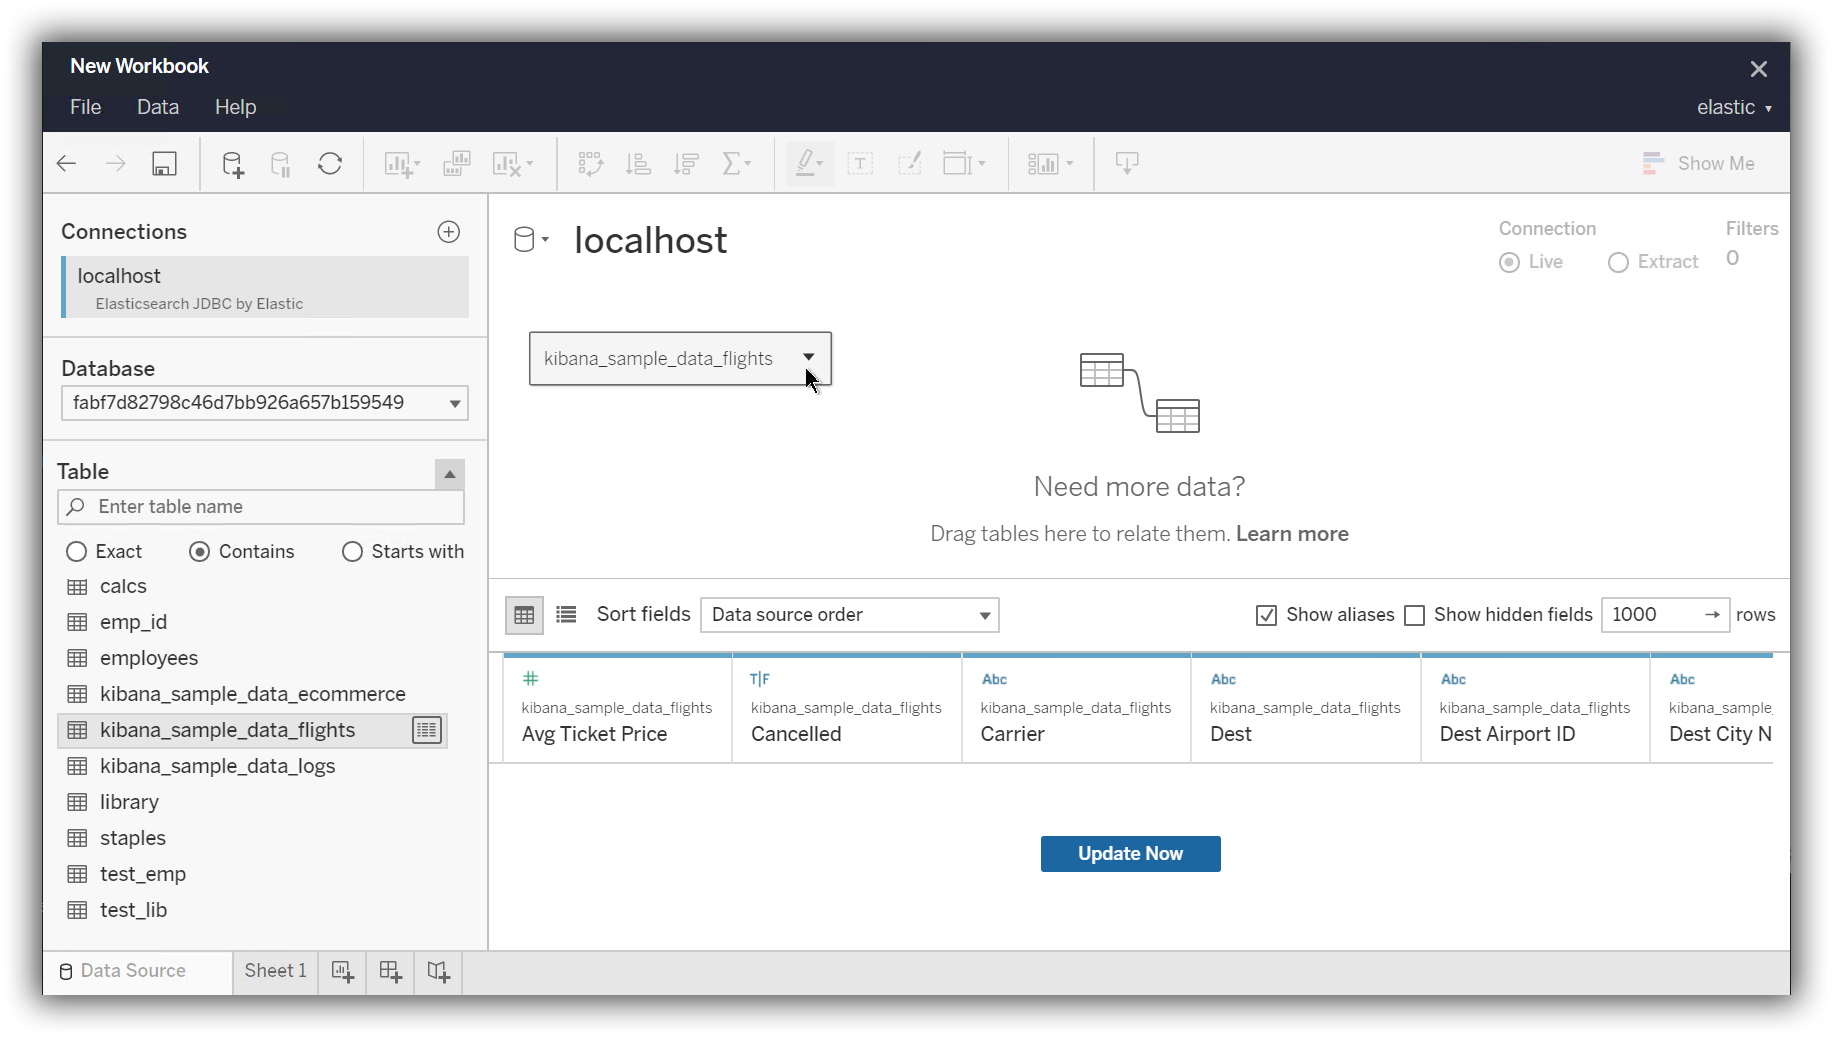 New Workbook
File Data Help
elastic
Show Me
Connections
localhost
Elasticsearch JDBC by Elastic
Database
fabf7d82798c46d7bb926a657b159549
Table
Enter table name
Exact Contains Starts with
calcs
emp_id
employees
kibana_sample_data_ecommerce
kibana_sample_data_flights
kibana_sample_data_logs
library
staples
test_emp
test_lib
localhost
Connection
Live Extract
Filters
0
kibana_sample_data_flights
Need more data?
Drag tables here to relate them. Learn more
Sort fields Data source order Show aliases Show hidden fields 1000 rows
# T|F Abc Abc Abc Abc
kibana_sample_data_flights kibana_sample_data_flights kibana_sample_data_flights kibana_sample_data_flights kibana_sample_data_flights kibana_sample
Avg Ticket Price Cancelled Carrier Dest Dest Airport ID Dest City N
Update Now
Data Source Sheet 1